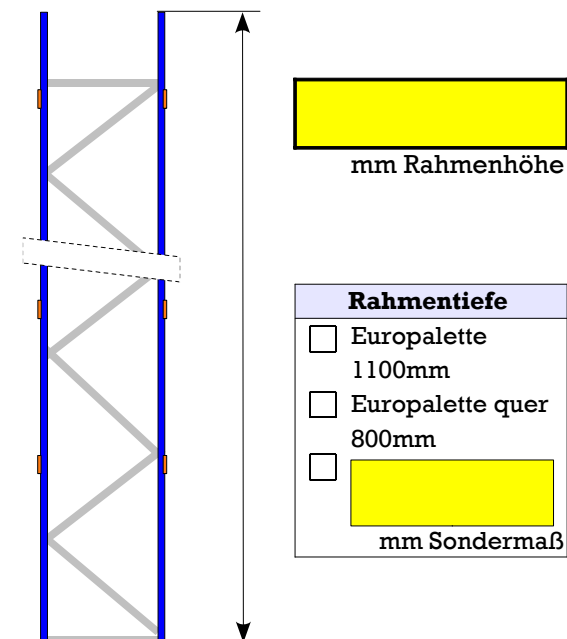 mm Rahmenhöhe
Rahmentiefe
Europalette
1100mm
Europalette quer
800mm
mm Sondermaß